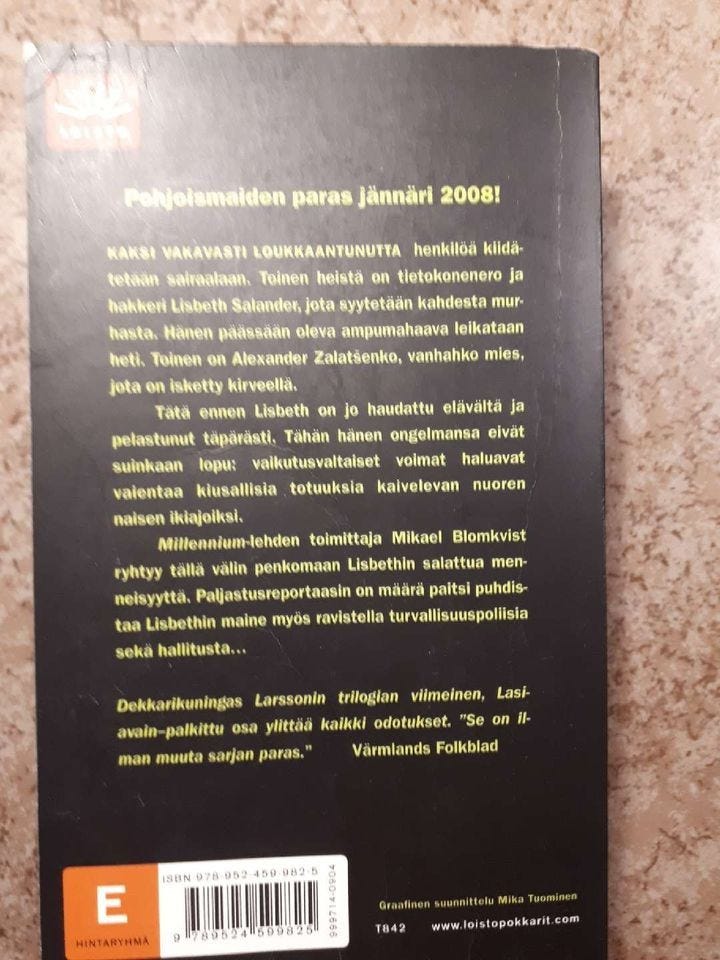 LOISTO
Pohjoismaiden paras jännäri 2008!
KAKSI VAKAVASTI LOUKKAANTUNUTTA henkilöä kiidä-
tetään sairaalaan. Toinen heistä on tietokonenero ja
hakkeri Lisbeth Salander, jota syytetään kahdesta mur-
hasta. Hänen päässään oleva ampumahaava leikataan
heti. Toinen on Alexander Zalatšenko, vanhahko mies,
jota on isketty kirveellä.
Tätä ennen Lisbeth on jo haudattu elävältä ja
pelastunut täpärästi. Tähän hänen ongelmansa eivät
suinkaan lopu: vaikutusvaltaiset voimat haluavat
vaientaa kiusallisia totuuksia kaivelevan nuoren
naisen ikiajoiksi.
Millennium-lehden toimittaja Mikael Blomkvist
ryhtyy tällä välin penkomaan Lisbethin salattua men-
neisyyttä. Paljastusreportaasin on määrä paitsi puhdis-
taa Lisbethin maine myös ravistella turvallisuuspoliisia
sekä hallitusta...
Dekkarikuningas Larssonin trilogian viimeinen, Lasi-
avain–palkittu osa ylittää kaikki odotukset. "Se on il-
man muuta sarjan paras." Värmlands Folkblad
E
HINTARYHMÄ
ISBN 978-952-459-982-5
9 789524 599825
999714-0904
Graafinen suunnittelu Mika Tuominen
T842 www.loistopokkarit.com